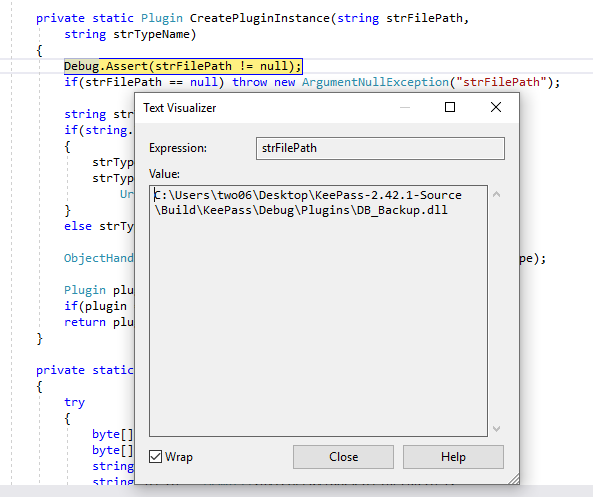 private static Plugin CreatePluginInstance(string strFilePath,
string strTypeName)
{
Debug.Assert(strFilePath != null);
if(strFilePath == null) throw new ArgumentNullException("strFilePath");
string str
if(string.
{
strTyp
strTyp
Ur
}
else strTy
ObjectHand
pe);
Plugin plu
if(plugin
return plu
}
private static
{
try
{
byte[]
byte[]
string
Text Visualizer
Expression:
strFilePath
Value:
C:\Users\two06\Desktop\KeePass-2.42.1-Source
\Build\KeePass\Debug\Plugins\DB_Backup.dll
Wrap
Close
Help